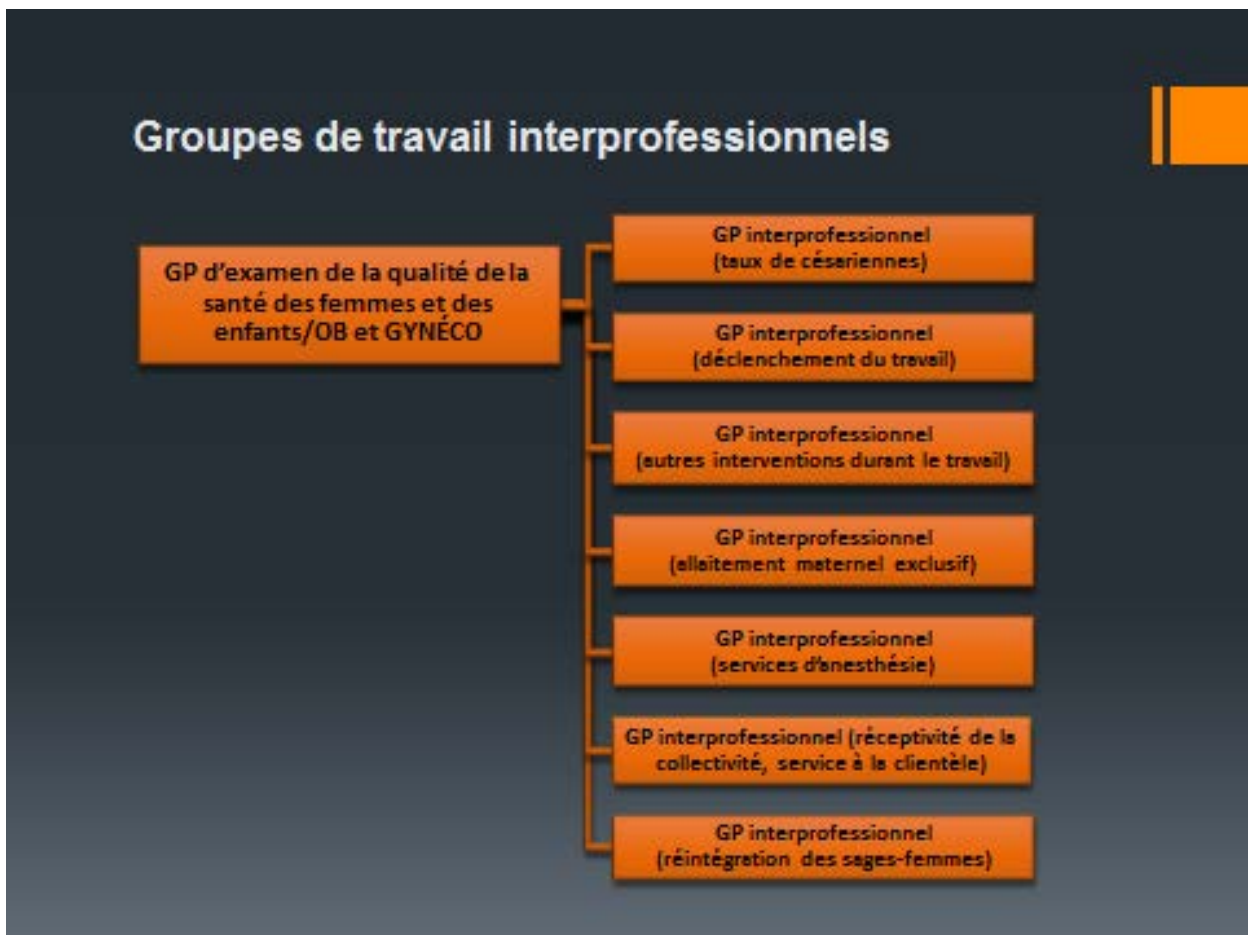 Groupes de travail interprofessionnels
GP d'examen de la qualité de la
santé des femmes et des
enfants/OB et GYNÉCO
GP interprofessionnel
(taux de césariennes)
GP interprofessionnel
(déclenchement du travail)
GP interprofessionnel
(autres interventions durant le travail)
GP interprofessionnel
(allaitement maternel exclusif)
GP interprofessionnel
(services d'anesthésie)
GP interprofessionnel (réceptivité de la
collectivité, service à la clientèle)
GP interprofessionnel
(réintégration des sages-femmes)